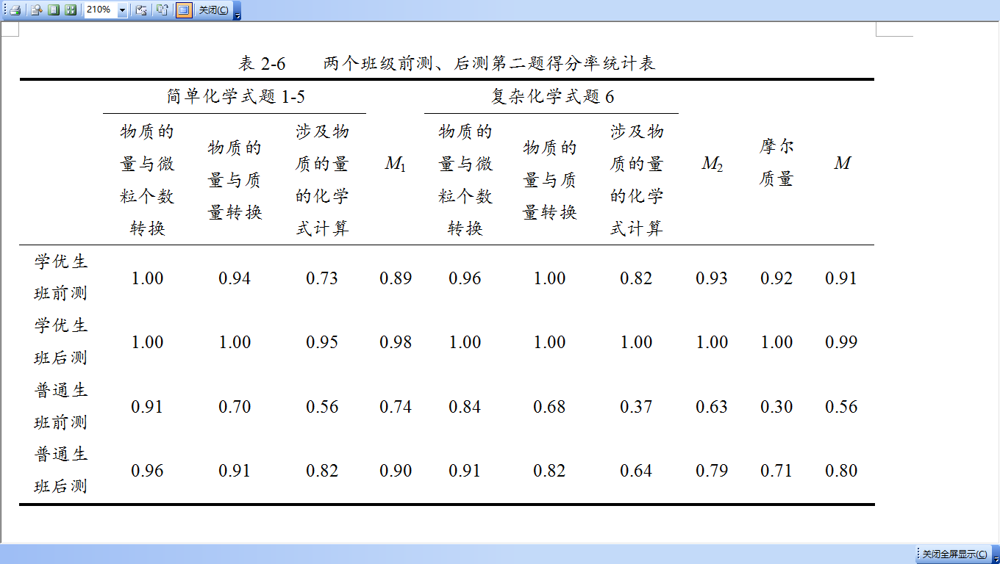 210% 关闭(C)
表 2-6 两个班级前测、后测第二题得分率统计表
简单化学式题 1-5 复杂化学式题 6
物质的量与微粒个数转换
物质的量与质量转换
涉及物质的量的化学式计算
M1
物质的量与微粒个数转换
物质的量与质量转换
涉及物质的量的化学式计算
M2
摩尔质量
M
学优生班前测 1.00 0.94 0.73 0.89 0.96 1.00 0.82 0.93 0.92 0.91
学优生班后测 1.00 1.00 0.95 0.98 1.00 1.00 1.00 1.00 1.00 0.99
普通生班前测 0.91 0.70 0.56 0.74 0.84 0.68 0.37 0.63 0.30 0.56
普通生班后测 0.96 0.91 0.82 0.90 0.91 0.82 0.64 0.79 0.71 0.80
关闭全屏显示(C)